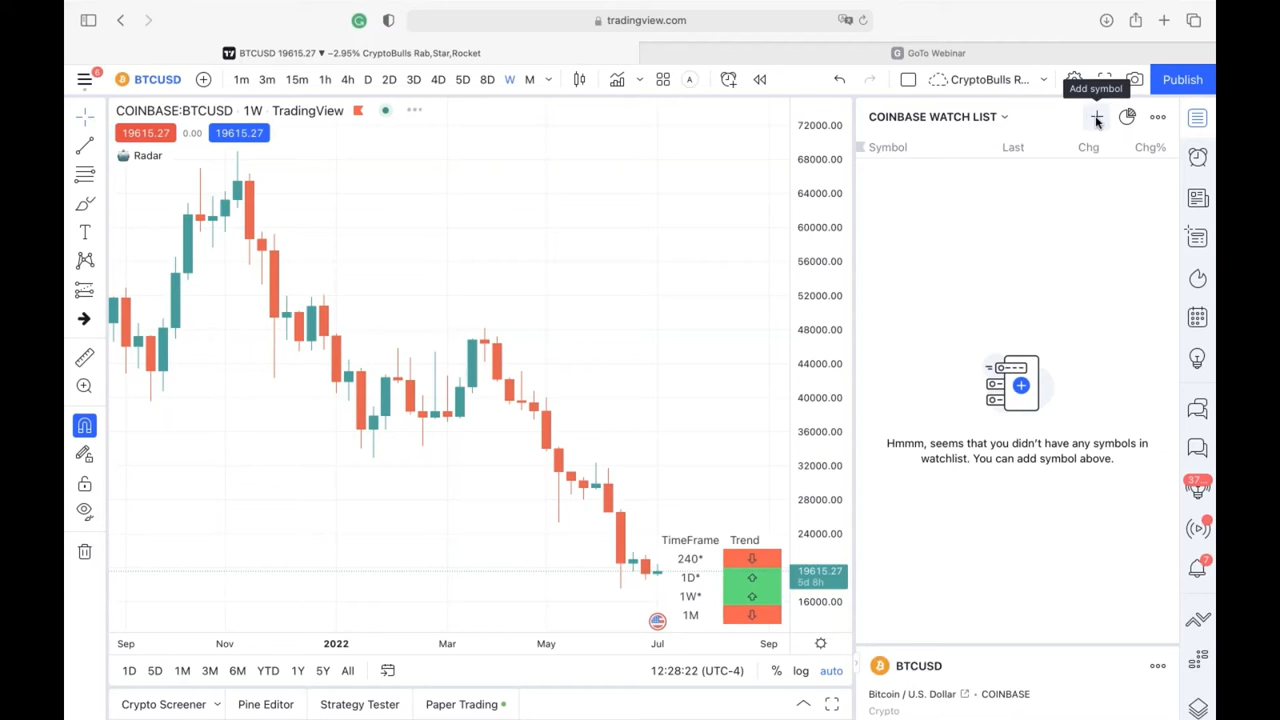 tradingview.com
BTCUSD 19615.27 ▼ −2.95% CryptoBulls Rab,Star,Rocket
G GoTo Webinar
6
BTCUSD
1m 3m 15m 1h 4h D 2D 3D 4D 5D 8D W M
A
CryptoBulls R...
Publish
Add symbol
COINBASE:BTCUSD · 1W · TradingView
19615.27 0.00 19615.27
Radar
COINBASE WATCH LIST
Symbol Last Chg Chg%
Hmmm, seems that you didn't have any symbols in
watchlist. You can add symbol above.
72000.00
68000.00
64000.00
60000.00
56000.00
52000.00
48000.00
44000.00
40000.00
36000.00
32000.00
28000.00
24000.00
19615.27
5d 8h
16000.00
TimeFrame Trend
240*
1D*
1W*
1M
Sep Nov 2022 Mar May Jul Sep
1D 5D 1M 3M 6M YTD 1Y 5Y All
12:28:22 (UTC-4)
% log auto
Crypto Screener Pine Editor Strategy Tester Paper Trading
BTCUSD
Bitcoin / U.S. Dollar · COINBASE
Crypto
37...
7